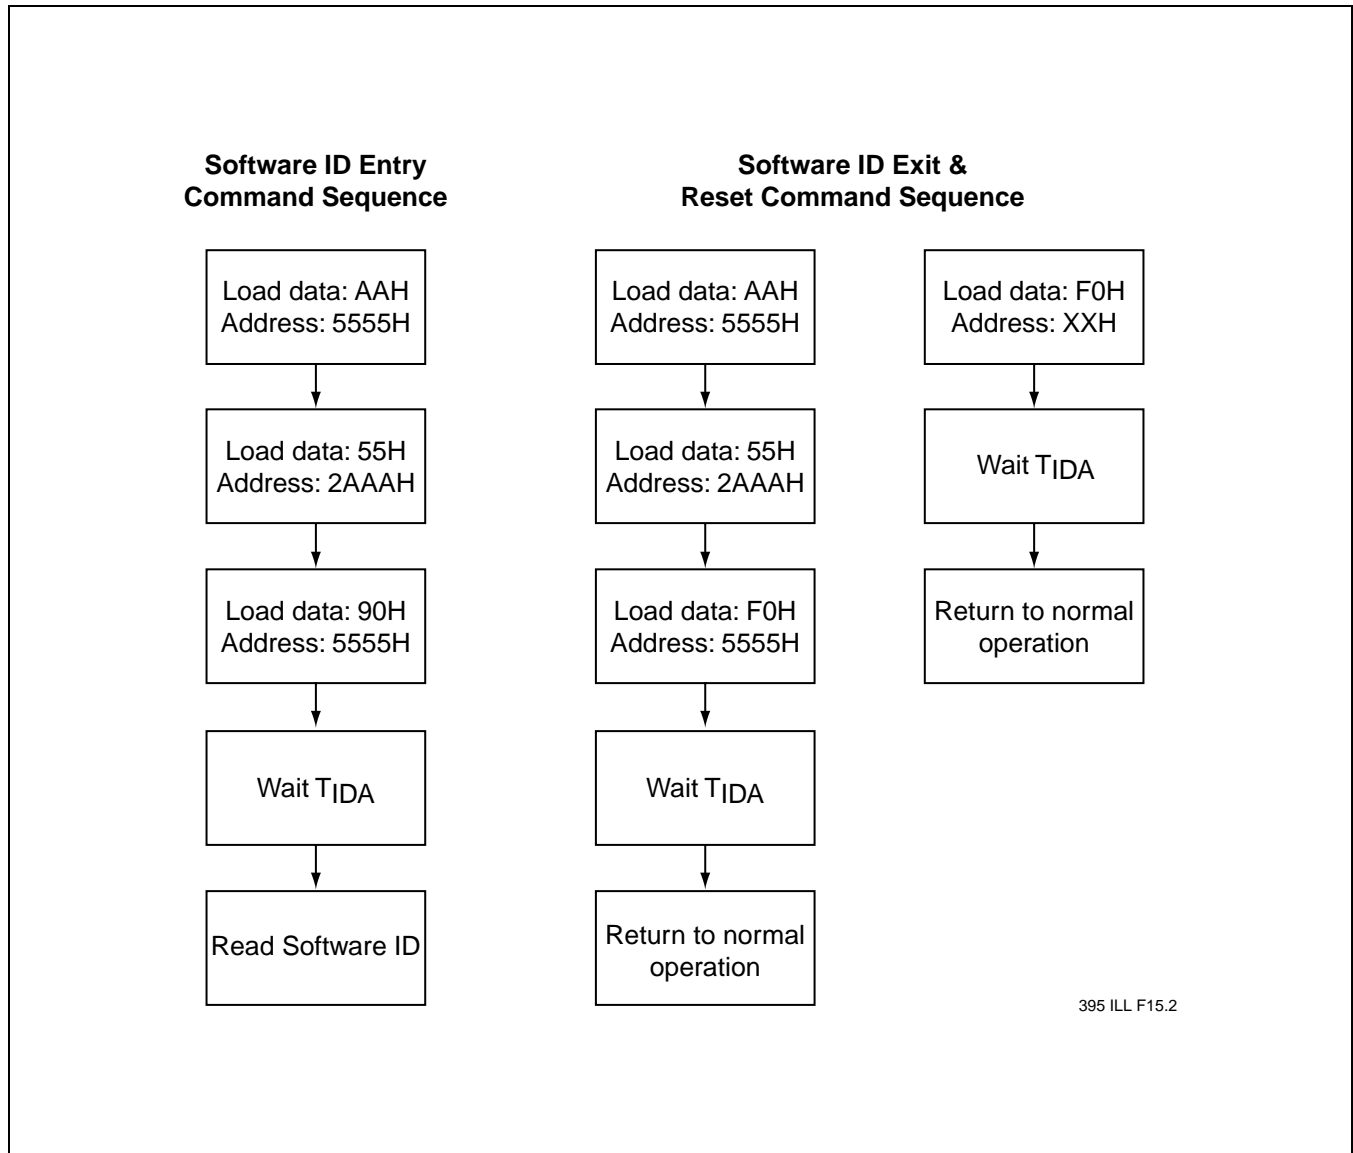 Software ID Entry
Command Sequence
Load data: AAH
Address: 5555H
Load data: 55H
Address: 2AAAH
Load data: 90H
Address: 5555H
Wait TIDA
Read Software ID
Software ID Exit &
Reset Command Sequence
Load data: AAH
Address: 5555H
Load data: 55H
Address: 2AAAH
Load data: F0H
Address: 5555H
Wait TIDA
Return to normal
operation
Load data: F0H
Address: XXH
Wait TIDA
Return to normal
operation
395 ILL F15.2